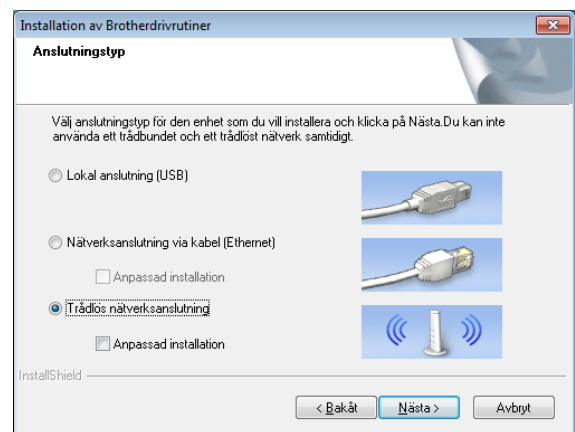 Installation av Brotherdrivrutiner
Anslutningstyp
Välj anslutningstyp för den enhet som du vill installera och klicka på Nästa.Du kan inte
använda ett trådbundet och ett trådlöst nätverk samtidigt.
Lokal anslutning (USB)
Nätverksanslutning via kabel (Ethernet)
Anpassad installation
Trådlös nätverksanslutning
Anpassad installation
InstallShield
< Bakåt Nästa > Avbryt